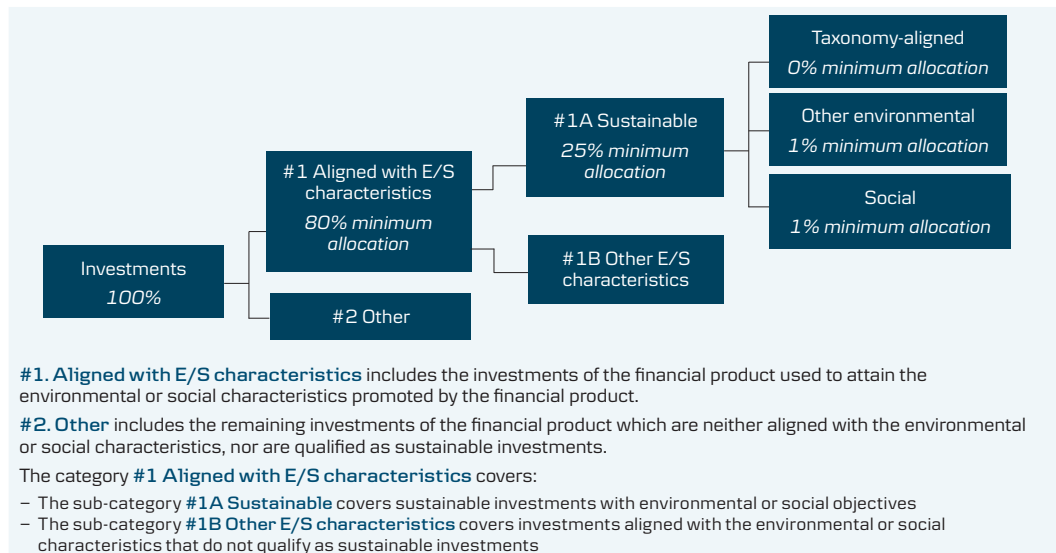 Taxonomy-aligned
0% minimum allocation
#1A Sustainable
25% minimum
allocation
Other environmental
1% minimum allocation
#1 Aligned with E/S
characteristics
80% minimum
allocation
Social
1% minimum allocation
Investments
100%
#1B Other E/S
characteristics
#2 Other
#1. Aligned with E/S characteristics includes the investments of the financial product used to attain the
environmental or social characteristics promoted by the financial product.
#2. Other includes the remaining investments of the financial product which are neither aligned with the environmental
or social characteristics, nor are qualified as sustainable investments.
The category #1 Aligned with E/S characteristics covers:
– The sub-category #1A Sustainable covers sustainable investments with environmental or social objectives
– The sub-category #1B Other E/S characteristics covers investments aligned with the environmental or social
characteristics that do not qualify as sustainable investments